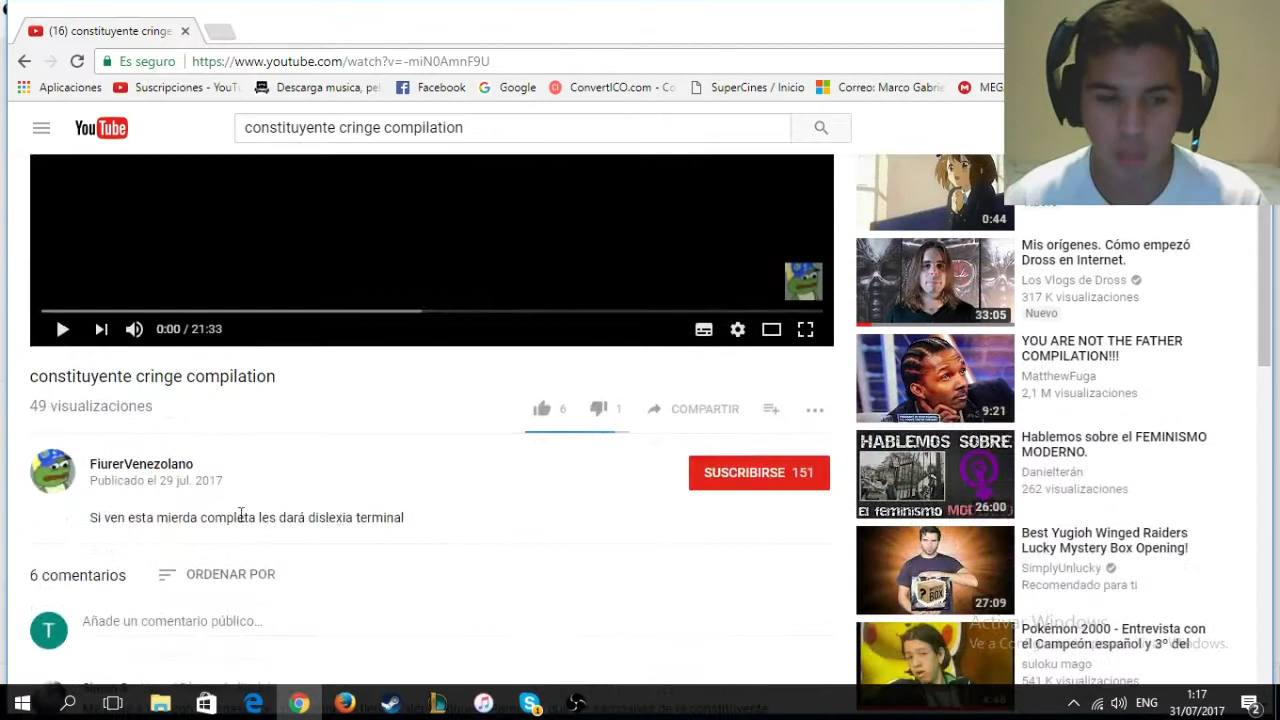 (16) constituyente cringe
Es seguro
https://www.youtube.com/watch?v=-miN0AmnF9U
Aplicaciones
Suscripciones - YouT
Descarga musica, pel
Facebook
Google
ConvertICO.com - Co
SuperCines / Inicio
Correo: Marco Gabrie
MEG
YouTube
constituyente cringe compilation
0:44
Mis orígenes. Cómo empezó
Dross en Internet.
Los Vlogs de Dross
317 K visualizaciones
Nuevo
33:05
0:00 / 21:33
YOU ARE NOT THE FATHER
COMPILATION!!!
MatthewFuga
2,1 M visualizaciones
9:21
constituyente cringe compilation
49 visualizaciones
6
1
COMPARTIR
HABLEMOS SOBRE
El feminismo
26:00
Hablemos sobre el FEMINISMO
MODERNO.
Danielterán
262 visualizaciones
FiurerVenezolano
Publicado el 29 jul. 2017
SUSCRIBIRSE 151
Si ven esta mierda completa les dará dislexia terminal
Best Yugioh Winged Raiders
Lucky Mystery Box Opening!
SimplyUnlucky
Recomendado para ti
BOX
27:09
6 comentarios
ORDENAR POR
T
Añade un comentario público...
Activar Windows
Pokémon 2000 - Entrevista con
el Campeón español y 3º del
suloku mago
541 K visualizaciones
ENG
1:17
31/07/2017
2